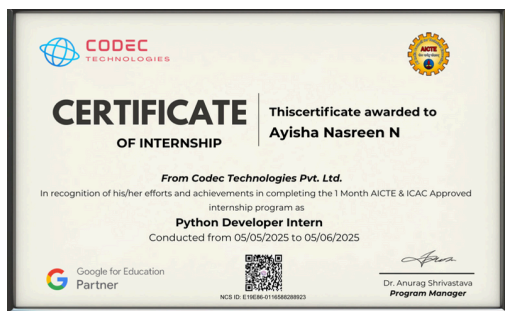 CODEC
TECHNOLOGIES
AICTE
CERTIFICATE
OF INTERNSHIP
Thiscertificate awarded to
Ayisha Nasreen N
From Codec Technologies Pvt. Ltd.
In recognition of his/her efforts and achievements in completing the 1 Month AICTE & ICAC Approved
internship program as
Python Developer Intern
Conducted from 05/05/2025 to 05/06/2025
Google for Education
Partner
NCS ID: E19E86-0116588288923
Dr. Anurag Shrivastava
Program Manager